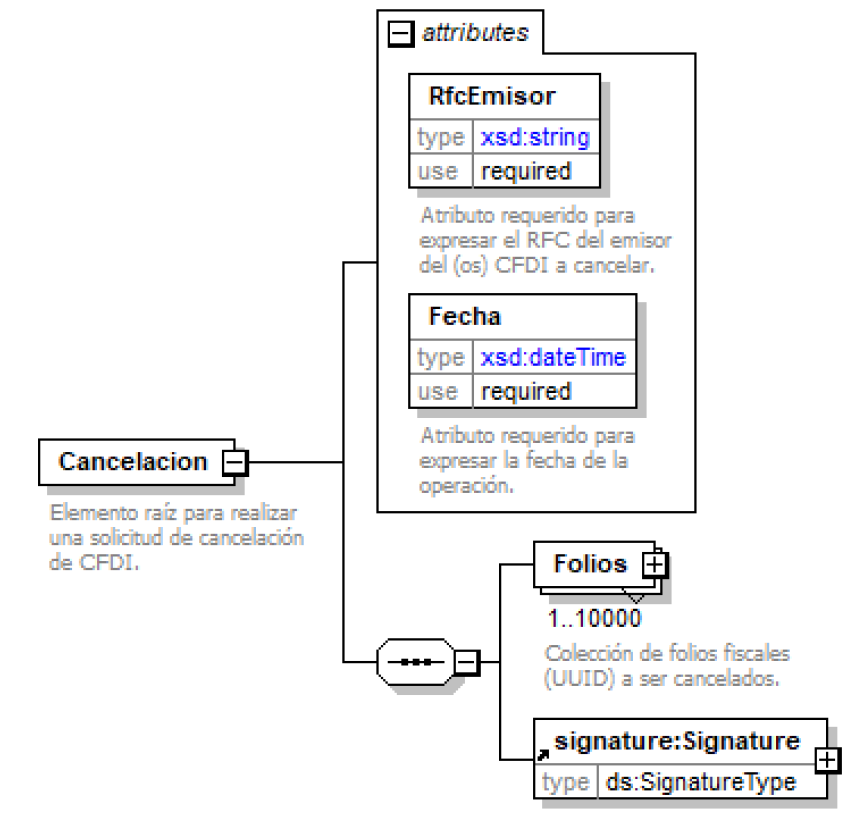 attributes
RfcEmisor
type xsd:string
use required
Atributo requerido para
expresar el RFC del emisor
del (os) CFDI a cancelar.
Fecha
type xsd:dateTime
use required
Atributo requerido para
expresar la fecha de la
operación.
Cancelacion
Elemento raíz para realizar
una solicitud de cancelación
de CFDI.
Folios
1..10000
Colección de folios fiscales
(UUID) a ser cancelados.
signature:Signature
type ds:SignatureType